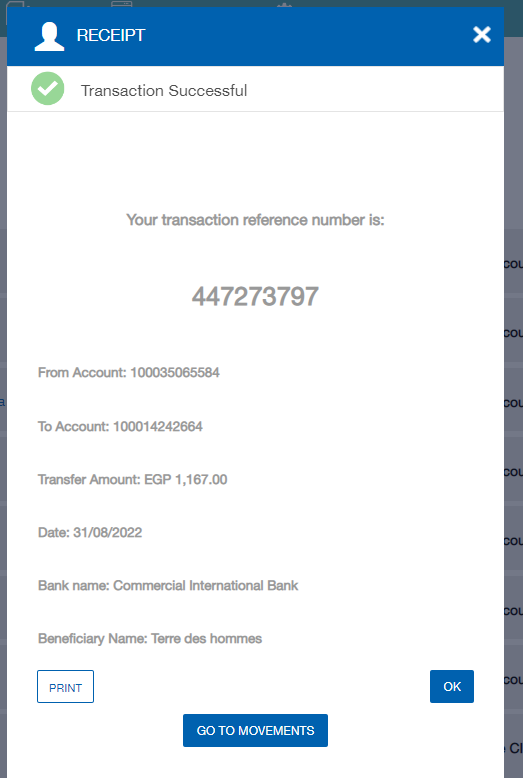 RECEIPT
Transaction Successful
Your transaction reference number is:
447273797
From Account: 100035065584
To Account: 100014242664
Transfer Amount: EGP 1,167.00
Date: 31/08/2022
Bank name: Commercial International Bank
Beneficiary Name: Terre des hommes
PRINT
OK
GO TO MOVEMENTS